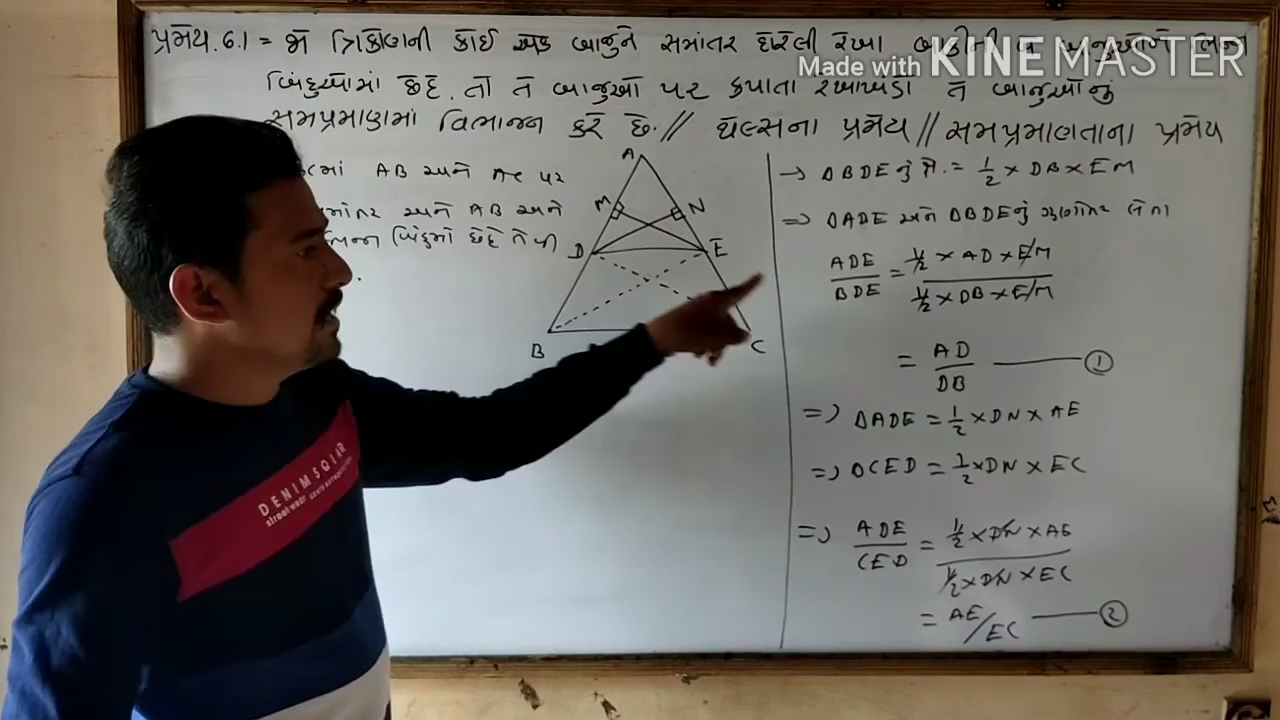 પ્રમેય.6.1 = જો ત્રિકોણની કોઈ એક બાજુને સમાંતર દોરેલી રેખા બાકીની
Made with KINEMASTER
બિંદુઓમાં છેદે. તો તે બાજુઓ પર કપાતા રેખાખંડો તે બાજુઓનું
સમપ્રમાણમાં વિભાજન કરે છે. // થેલ્સના પ્રમેય // સમપ્રમાણતાના પ્રમેય
AB અને AC પર
અને AB અને
બિંદુમાં છેદે તેથી
A
M
N
D
E
B
C
→ ΔBDE નું ક્ષે. = 1/2 × DB × EM
⇒ ΔADE અને ΔBDE નું ગુણોત્તર લેતા
ADE/BDE = 1/2 × AD × EM / 1/2 × DB × EM
= AD/DB —— ①
⇒ ΔADE = 1/2 × DN × AE
⇒ ΔCED = 1/2 × DN × EC
⇒ ADE/CED = 1/2 × DN × AE / 1/2 × DN × EC
= AE/EC —— ②
DENIMSQIAR